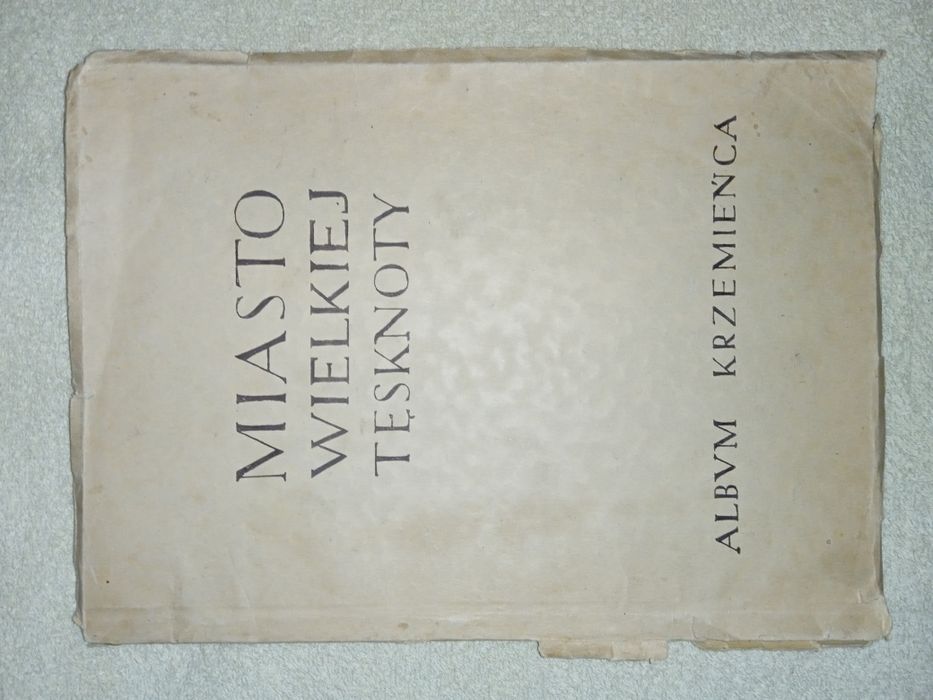 MIASTO
WIELKIEJ
TĘSKNOTY
ALBVM KRZEMIEŃCA